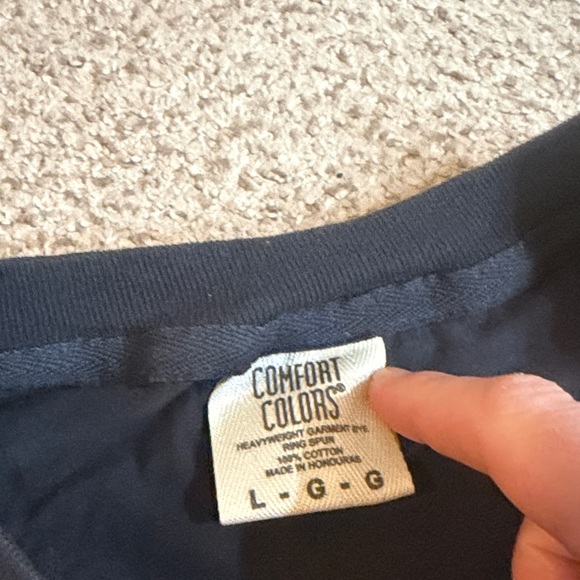 COMFORT
COLORS®
HEAVYWEIGHT GARMENT DYE
RING SPUN
100% COTTON
MADE IN HONDURAS
L - G - G